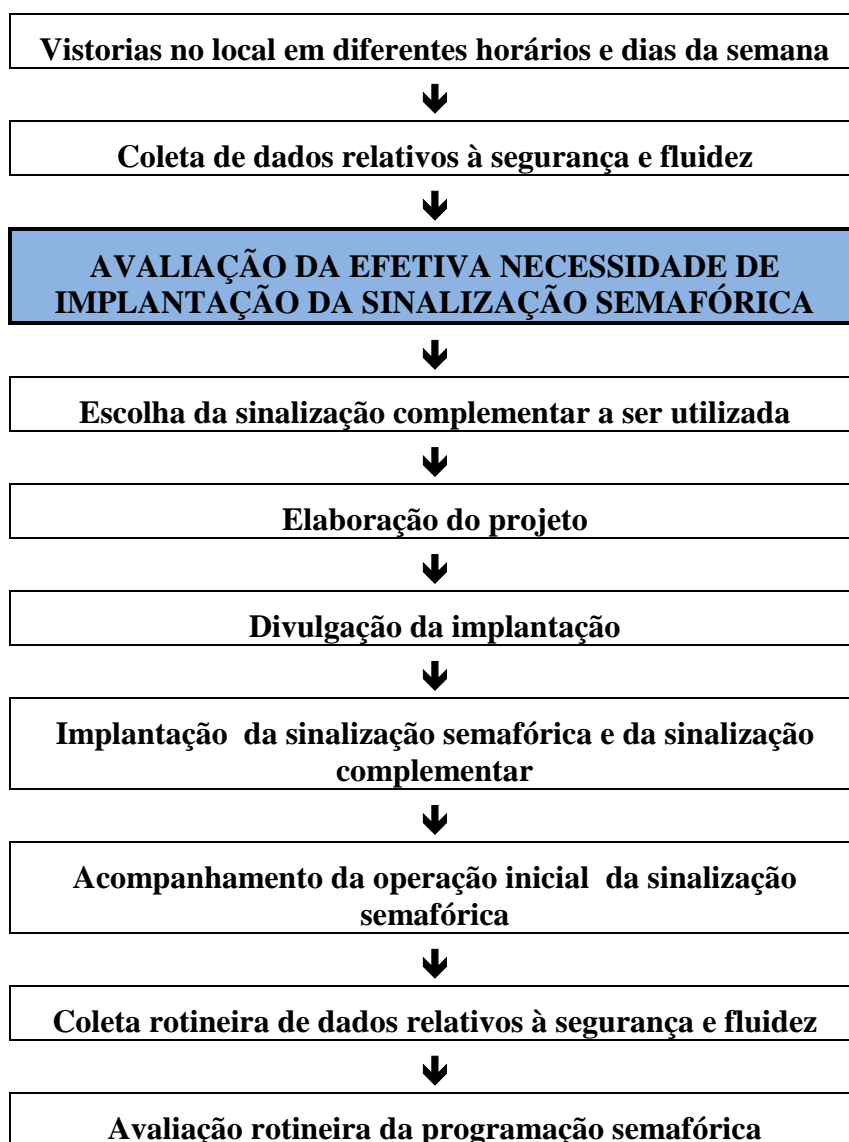 Vistorias no local em diferentes horários e dias da semana
Coleta de dados relativos à segurança e fluidez
AVALIAÇÃO DA EFETIVA NECESSIDADE DE
IMPLANTAÇÃO DA SINALIZAÇÃO SEMAFÓRICA
Escolha da sinalização complementar a ser utilizada
Elaboração do projeto
Divulgação da implantação
Implantação da sinalização semafórica e da sinalização
complementar
Acompanhamento da operação inicial da sinalização
semafórica
Coleta rotineira de dados relativos à segurança e fluidez
Avaliação rotineira da programação semafórica